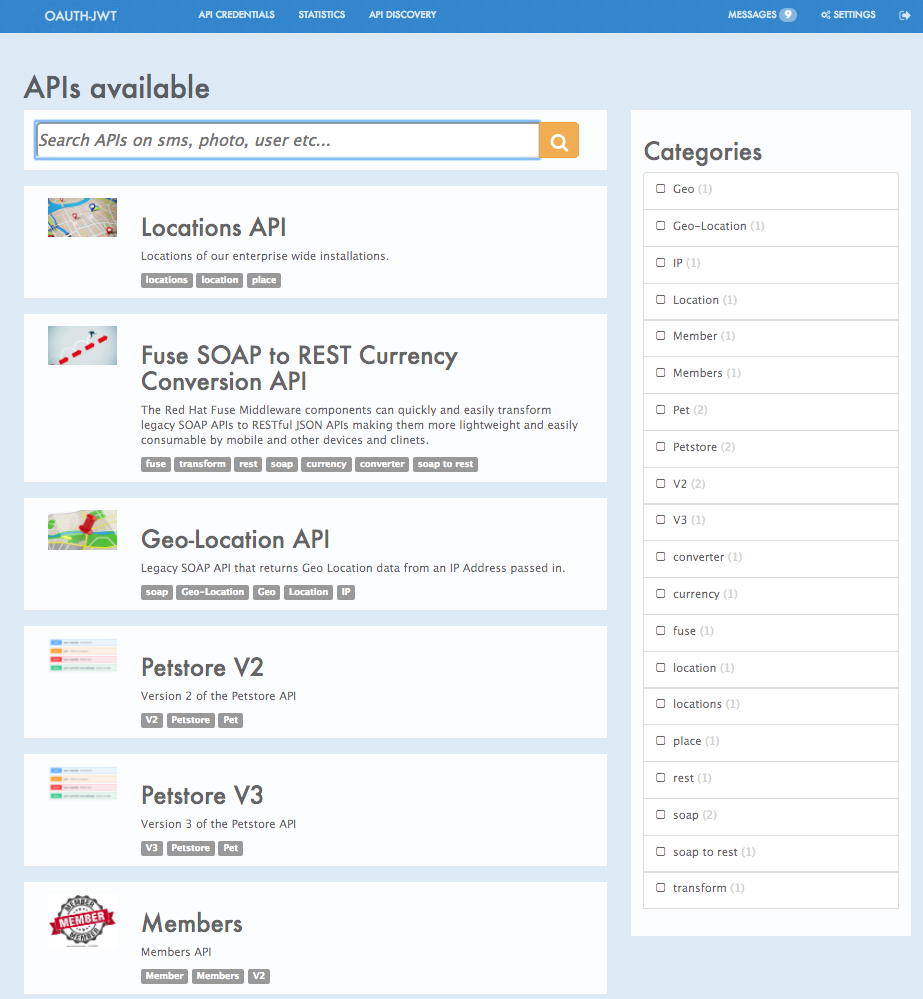 OAUTH-JWT API CREDENTIALS STATISTICS API DISCOVERY MESSAGES 9 SETTINGS
APIs available
Search APIs on sms, photo, user etc...
Locations API
Locations of our enterprise wide installations.
locations location place
Fuse SOAP to REST Currency
Conversion API
The Red Hat Fuse Middleware components can quickly and easily transform
legacy SOAP APIs to RESTful JSON APIs making them more lightweight and easily
consumable by mobile and other devices and clinets.
fuse transform rest soap currency converter soap to rest
Geo-Location API
Legacy SOAP API that returns Geo Location data from an IP Address passed in.
soap Geo-Location Geo Location IP
Petstore V2
Version 2 of the Petstore API
V2 Petstore Pet
Petstore V3
Version 3 of the Petstore API
V3 Petstore Pet
MEMBER
MEMBER
MEMBER
Members
Members API
Member Members V2
Categories
Geo (1)
Geo-Location (1)
IP (1)
Location (1)
Member (1)
Members (1)
Pet (2)
Petstore (2)
V2 (2)
V3 (1)
converter (1)
currency (1)
fuse (1)
location (1)
locations (1)
place (1)
rest (1)
soap (2)
soap to rest (1)
transform (1)